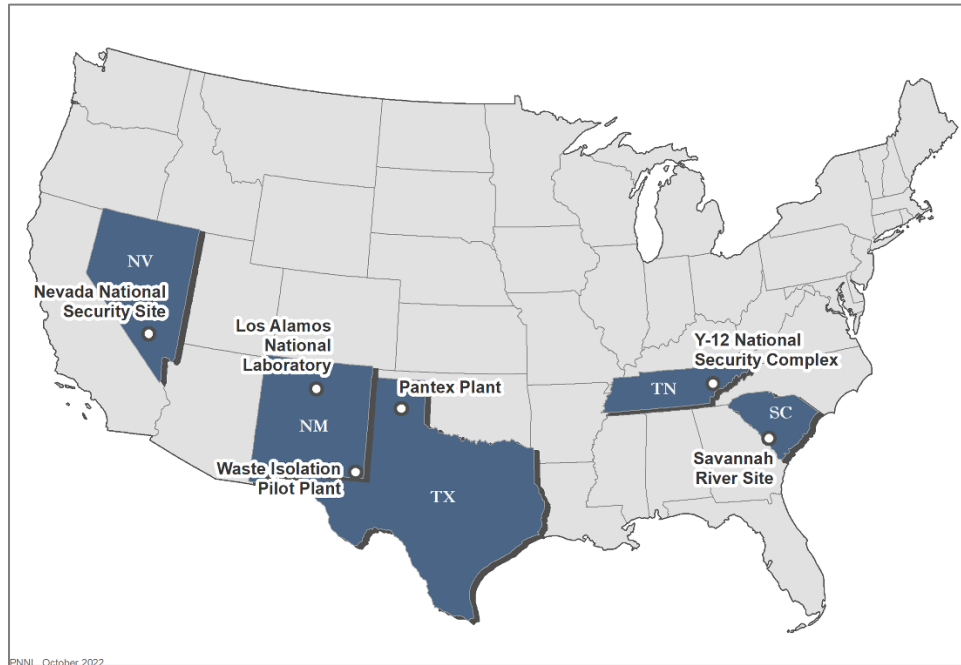 NV
Nevada National
Security Site
Los Alamos
National
Laboratory
NM
Waste Isolation
Pilot Plant
Pantex Plant
TX
Y-12 National
Security Complex
TN
SC
Savannah
River Site
PNNL October 2022